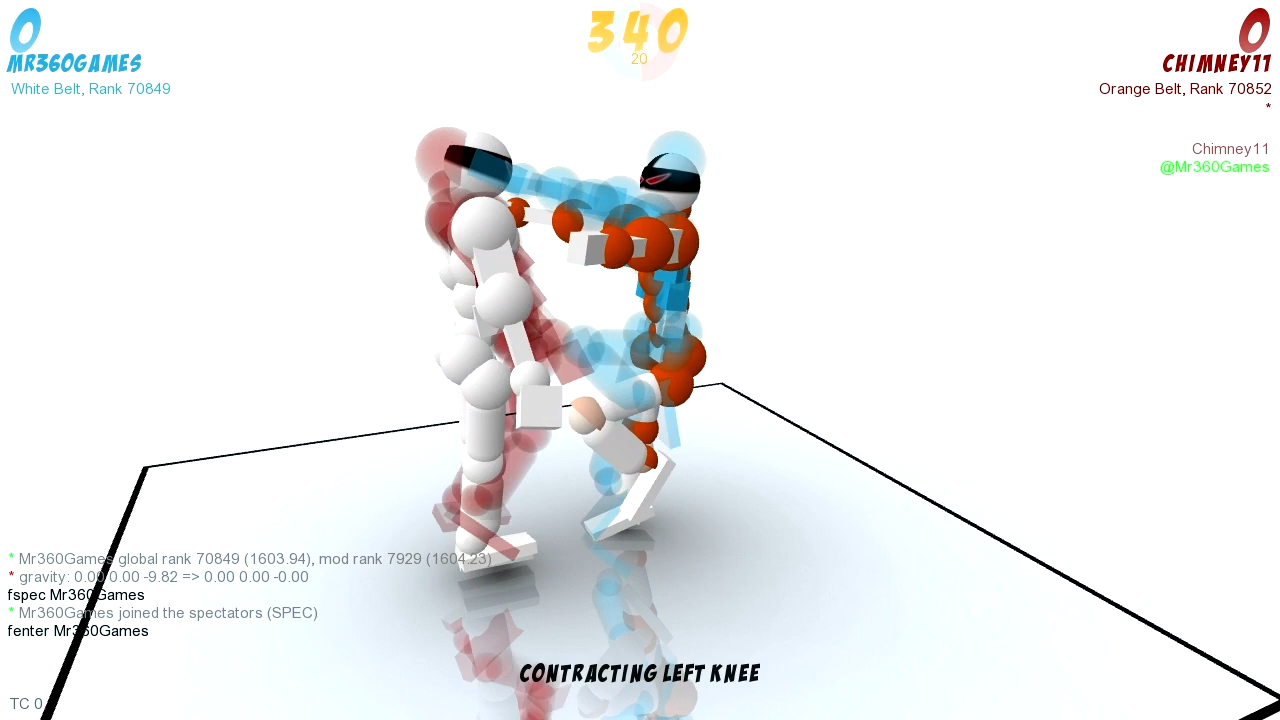 0
340
0
MR360GAMES
20
CHIMNEY11
White Belt, Rank 70849
Orange Belt, Rank 70852
*
Chimney11
@Mr360Games
* Mr360Games global rank 70849 (1603.94), mod rank 7929 (1604.23)
* gravity: 0.00 0.00 -9.82 => 0.00 0.00 -0.00
fspec Mr360Games
* Mr360Games joined the spectators (SPEC)
fenter Mr360Games
CONTRACTING LEFT KNEE
TC 0